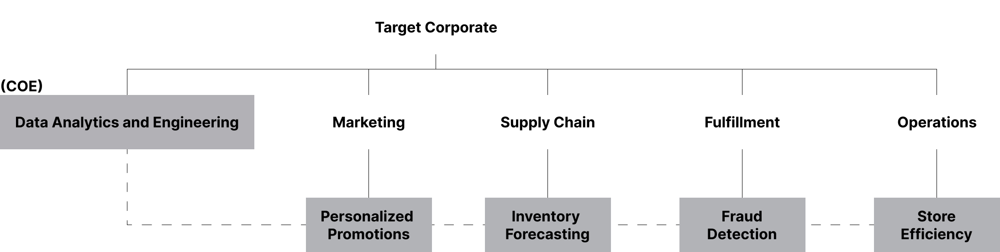 Target Corporate
(COE)
Data Analytics and Engineering
Marketing
Supply Chain
Fulfillment
Operations
Personalized
Promotions
Inventory
Forecasting
Fraud
Detection
Store
Efficiency